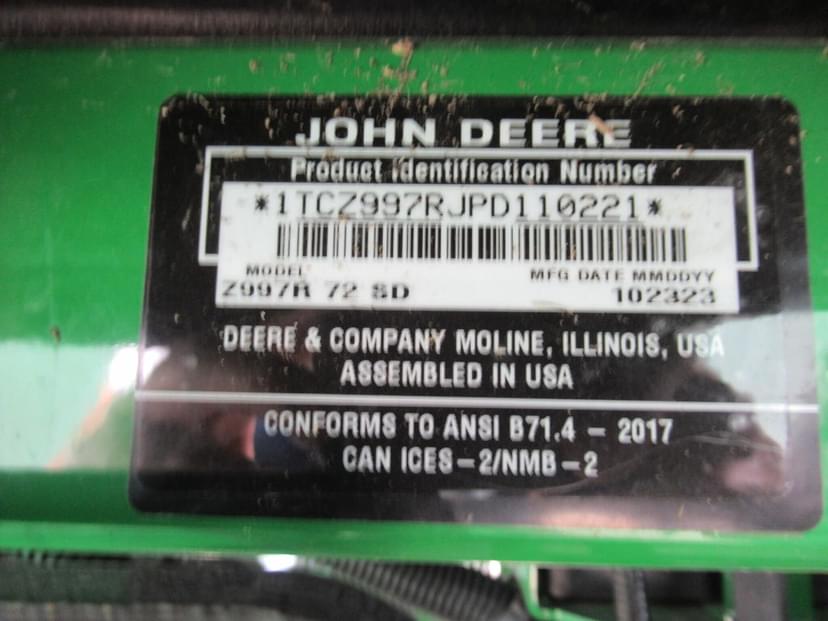 JOHN DEERE
Product Identification Number
*1TCZ997RJPD110221*
MODEL MFG DATE MMDDYY
Z997R 72 SD 102323
DEERE & COMPANY MOLINE, ILLINOIS, USA
ASSEMBLED IN USA
CONFORMS TO ANSI B71.4 – 2017
CAN ICES – 2/NMB – 2